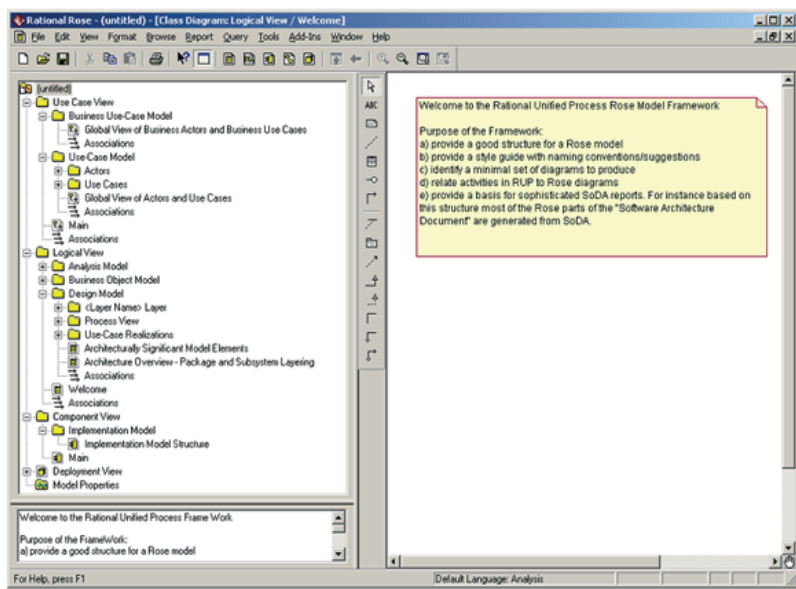 Rational Rose - (untitled) - [Class Diagram: Logical View / Welcome]
File Edit View Format Browse Report Query Tools Add-Ins Window Help
(untitled)
Use Case View
Business Use-Case Model
Global View of Business Actors and Business Use Cases
Associations
Use-Case Model
Actors
Use Cases
Global View of Actors and Use Cases
Associations
Main
Associations
Logical View
Analysis Model
Business Object Model
Design Model
<Layer Name> Layer
Process View
Use-Case Realizations
Architecturally Significant Model Elements
Architecture Overview - Package and Subsystem Layering
Associations
Welcome
Associations
Component View
Implementation Model
Implementation Model Structure
Main
Deployment View
Model Properties
Welcome to the Rational Unified Process Frame Work
Purpose of the FrameWork:
a) provide a good structure for a Rose model
ABC
Welcome to the Rational Unified Process Rose Model Framework
Purpose of the Framework:
a) provide a good structure for a Rose model
b) provide a style guide with naming conventions/suggestions
c) identify a minimal set of diagrams to produce
d) relate activities in RUP to Rose diagrams
e) provide a basis for sophisticated SoDA reports. For instance based on
this structure most of the Rose parts of the "Software Architecture
Document" are generated from SoDA.
For Help, press F1
Default Language: Analysis